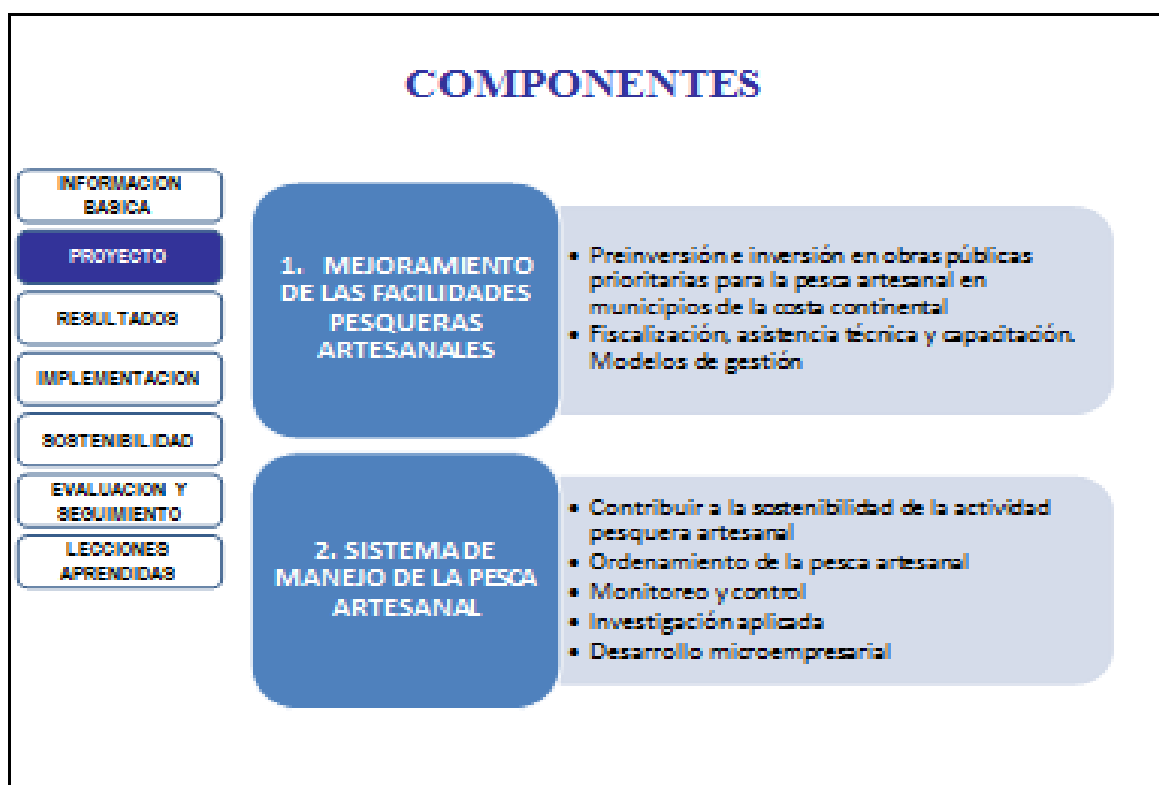 COMPONENTES
INFORMACION
BASICA
PROYECTO
RESULTADOS
IMPLEMENTACION
SOSTENIBILIDAD
EVALUACION Y
SEGUIMIENTO
LECCIONES
APRENDIDAS
1. MEJORAMIENTO
DE LAS FACILIDADES
PESQUERAS
ARTESANALES
• Preinversión e inversión en obras públicas
prioritarias para la pesca artesanal en
municipios de la costa continental
• Fiscalización, asistencia técnica y capacitación.
Modelos de gestión
2. SISTEMA DE
MANEJO DE LA PESCA
ARTESANAL
• Contribuir a la sostenibilidad de la actividad
pesquera artesanal
• Ordenamiento de la pesca artesanal
• Monitoreo y control
• Investigación aplicada
• Desarrollo microempresarial